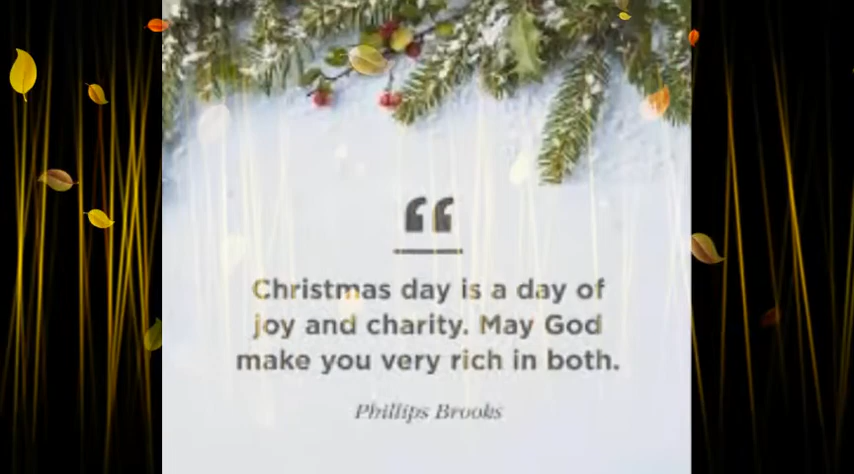 “
Christmas day is a day of
joy and charity. May God
make you very rich in both.
Phillips Brooks